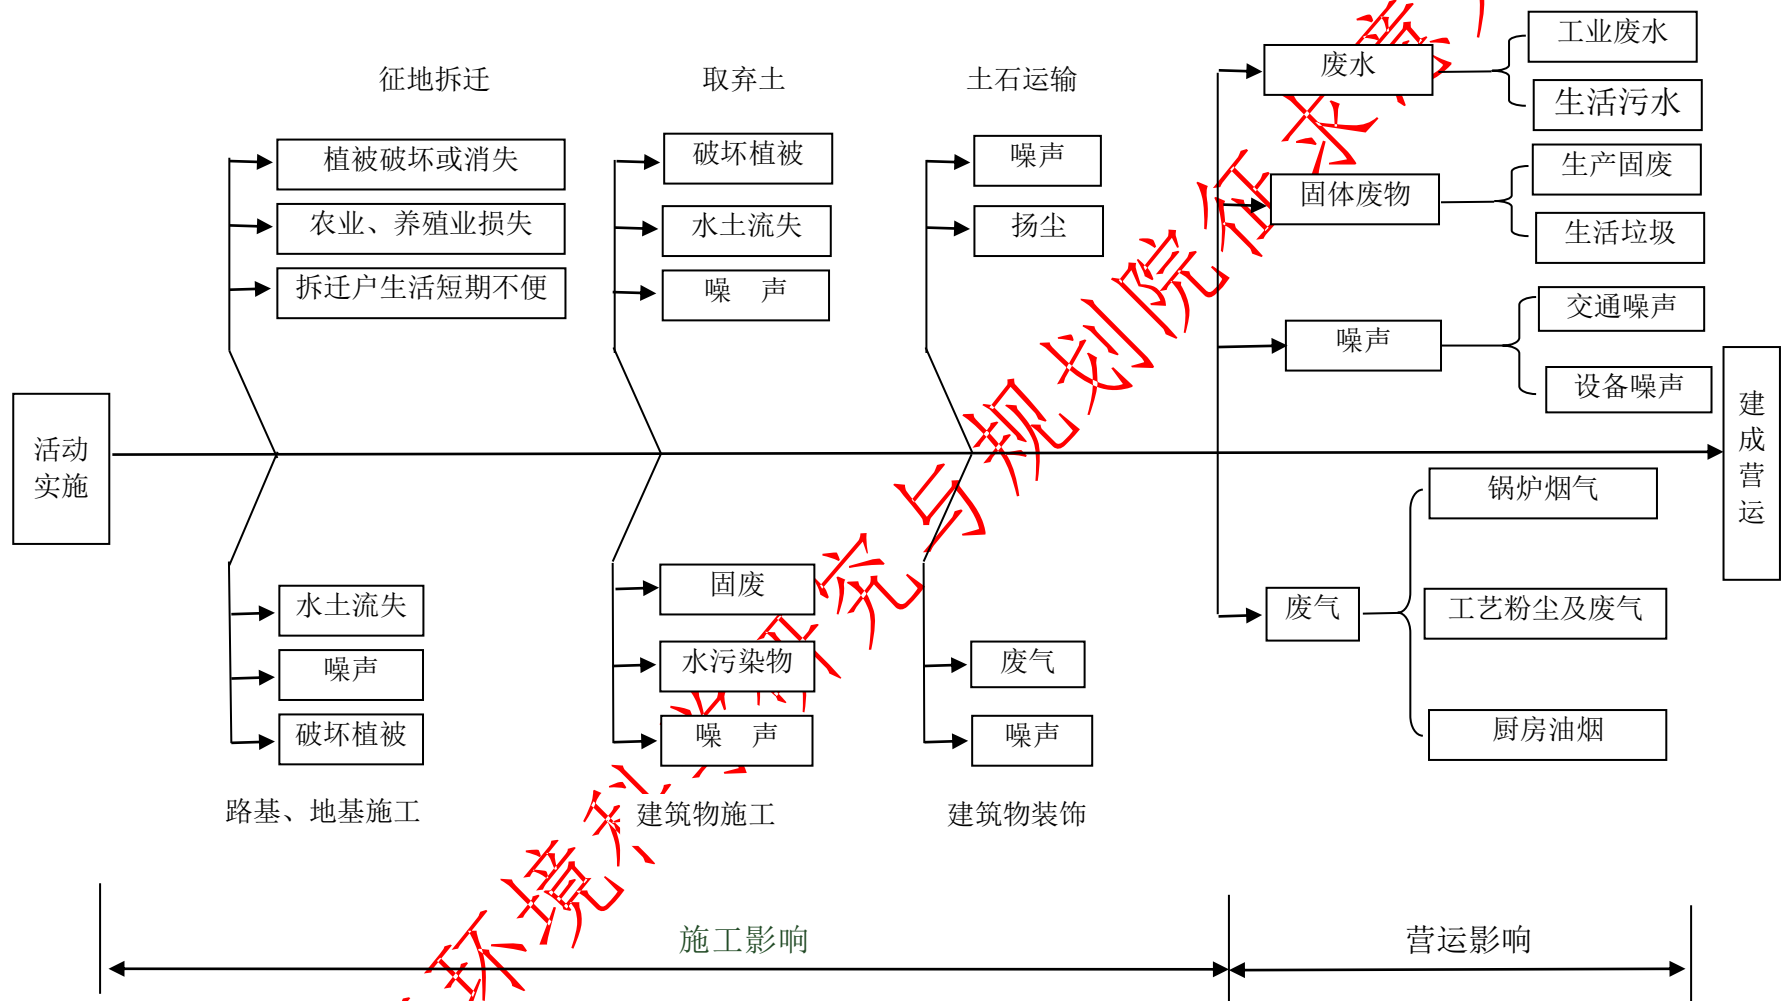 征地拆迁
取弃土
土石运输
植被破坏或消失
农业、养殖业损失
拆迁户生活短期不便
破坏植被
水土流失
噪　声
噪声
扬尘
废水
工业废水
生活污水
固体废物
生产固废
生活垃圾
噪声
交通噪声
设备噪声
活动
实施
建
成
营
运
水土流失
噪声
破坏植被
固废
水污染物
噪　声
废气
噪声
废气
锅炉烟气
工艺粉尘及废气
厨房油烟
路基、地基施工
建筑物施工
建筑物装饰
施工影响
营运影响
环境科学研究与规划院征求意